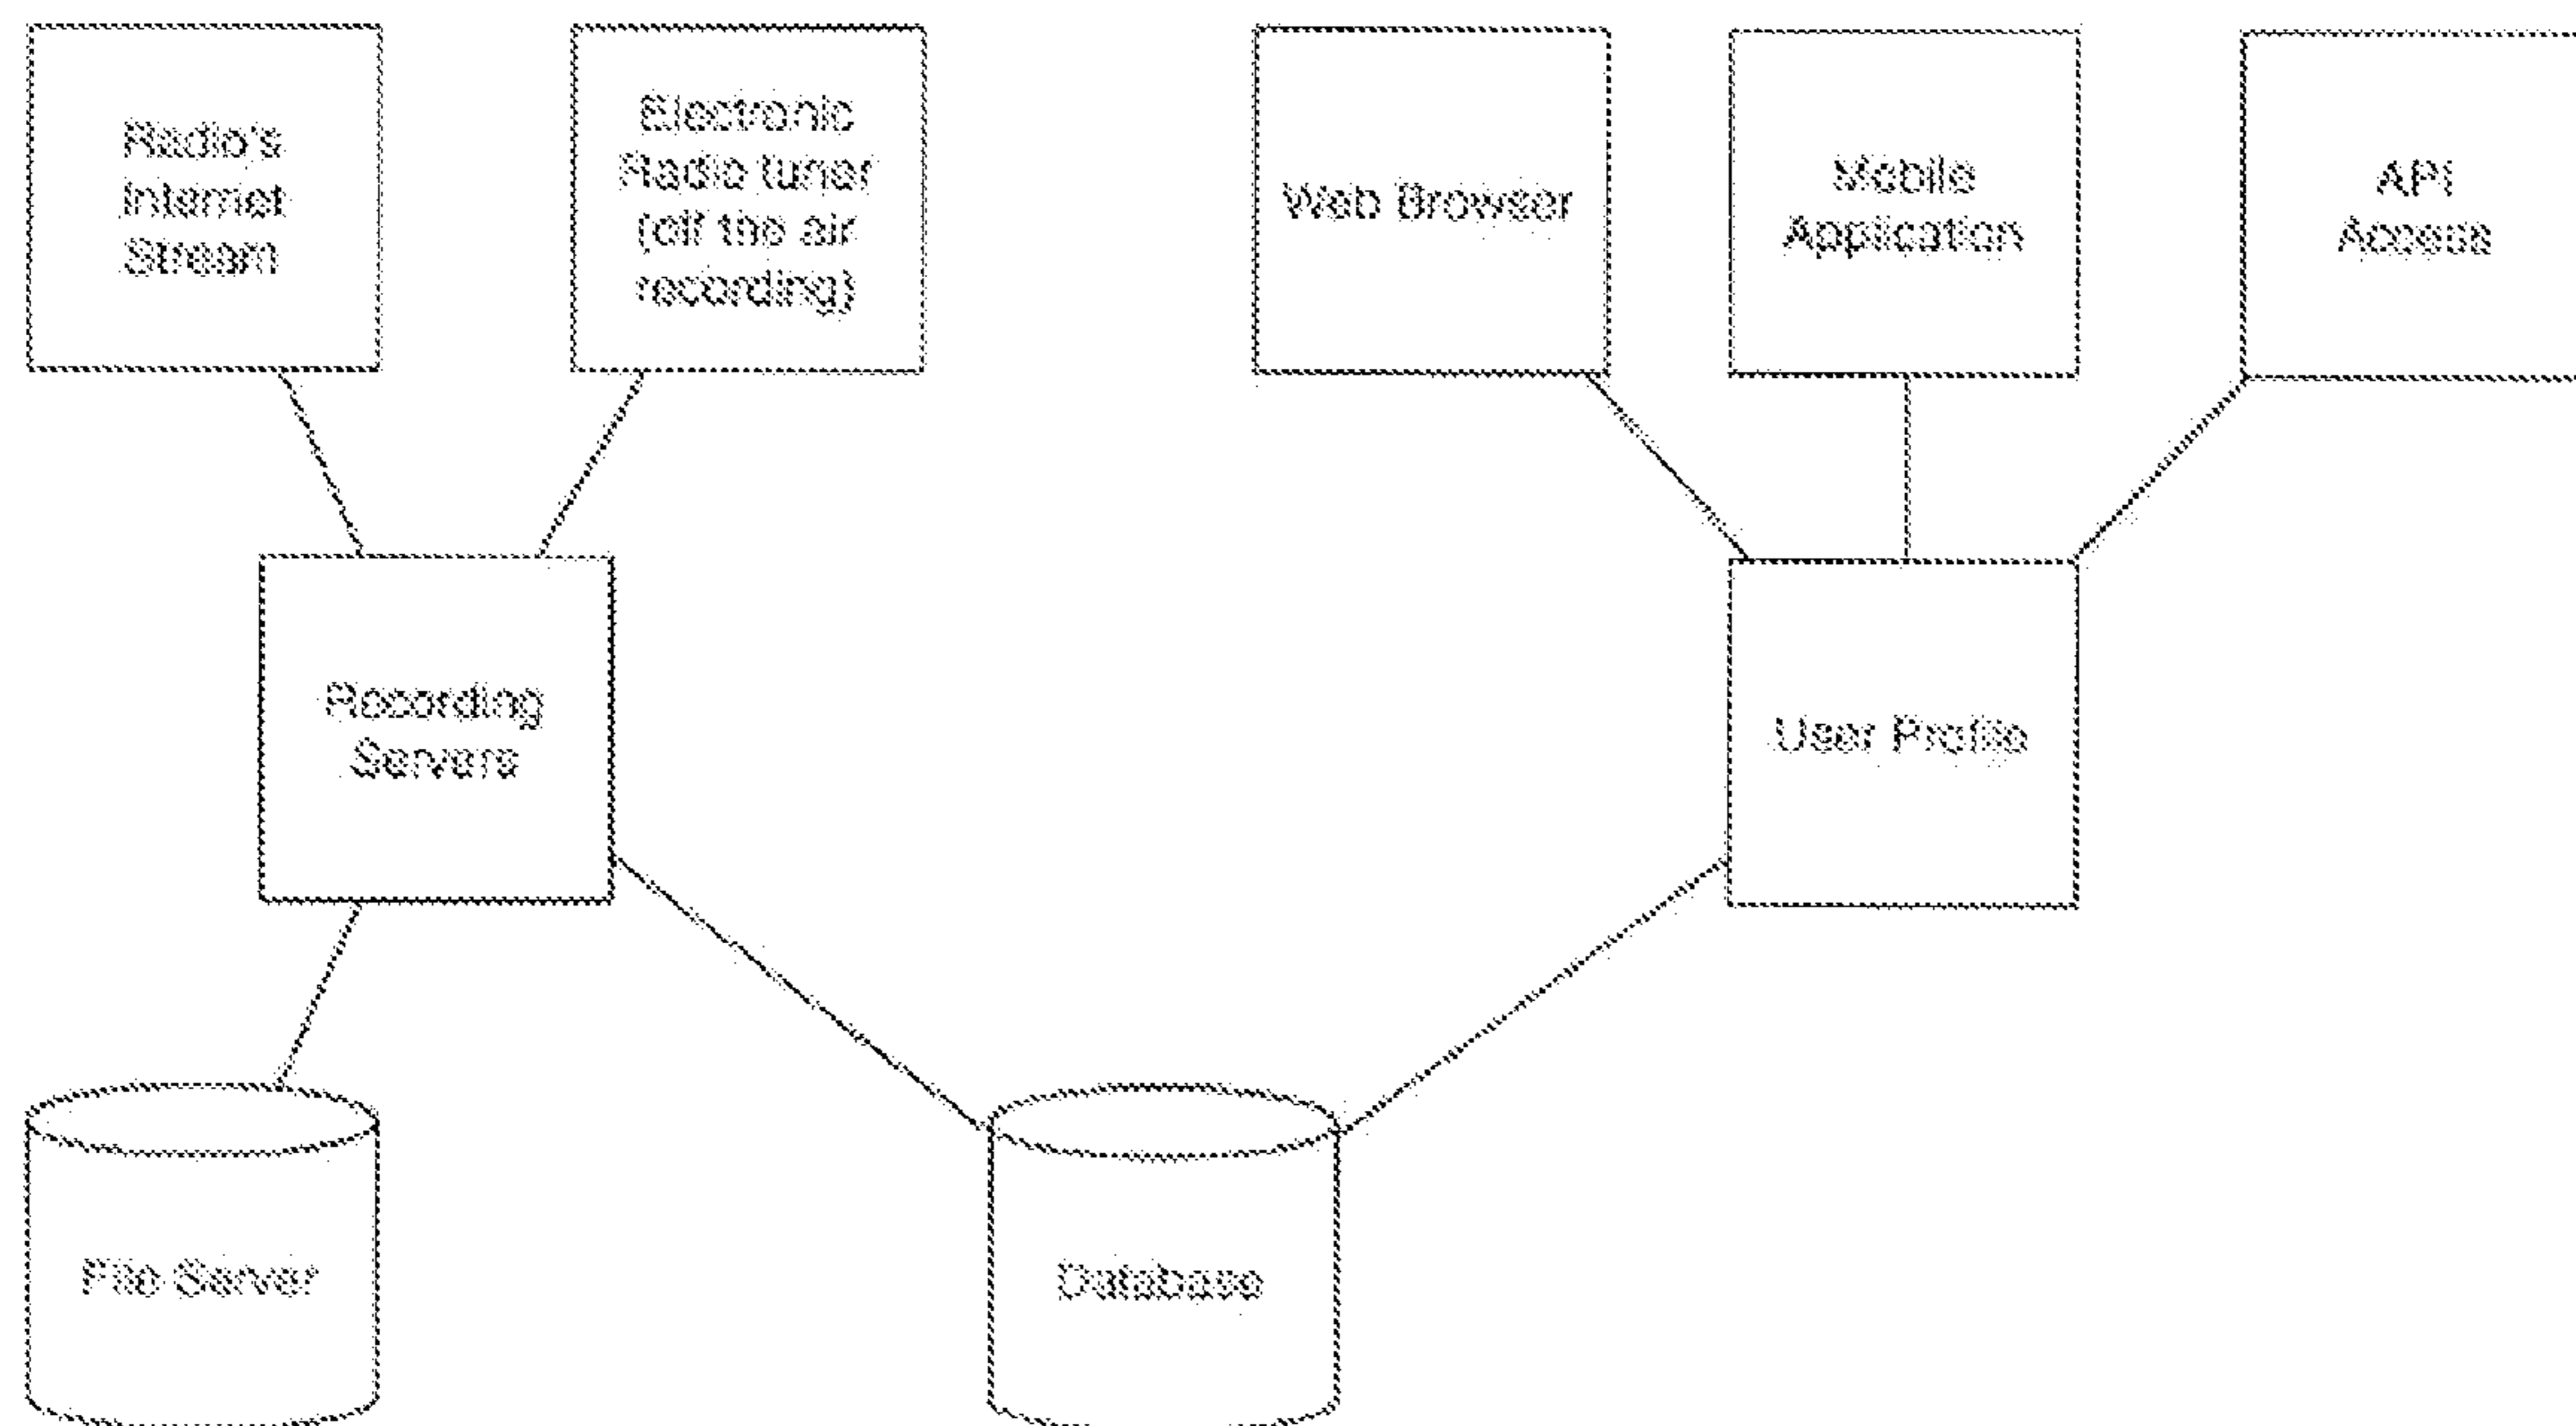 Radio's
Internet
Stream
Electronic
Radio tuner
(off the air
recording)
Web Browser
Mobile
Application
API
Access
Recording
Servers
User Profile
File Server
Database